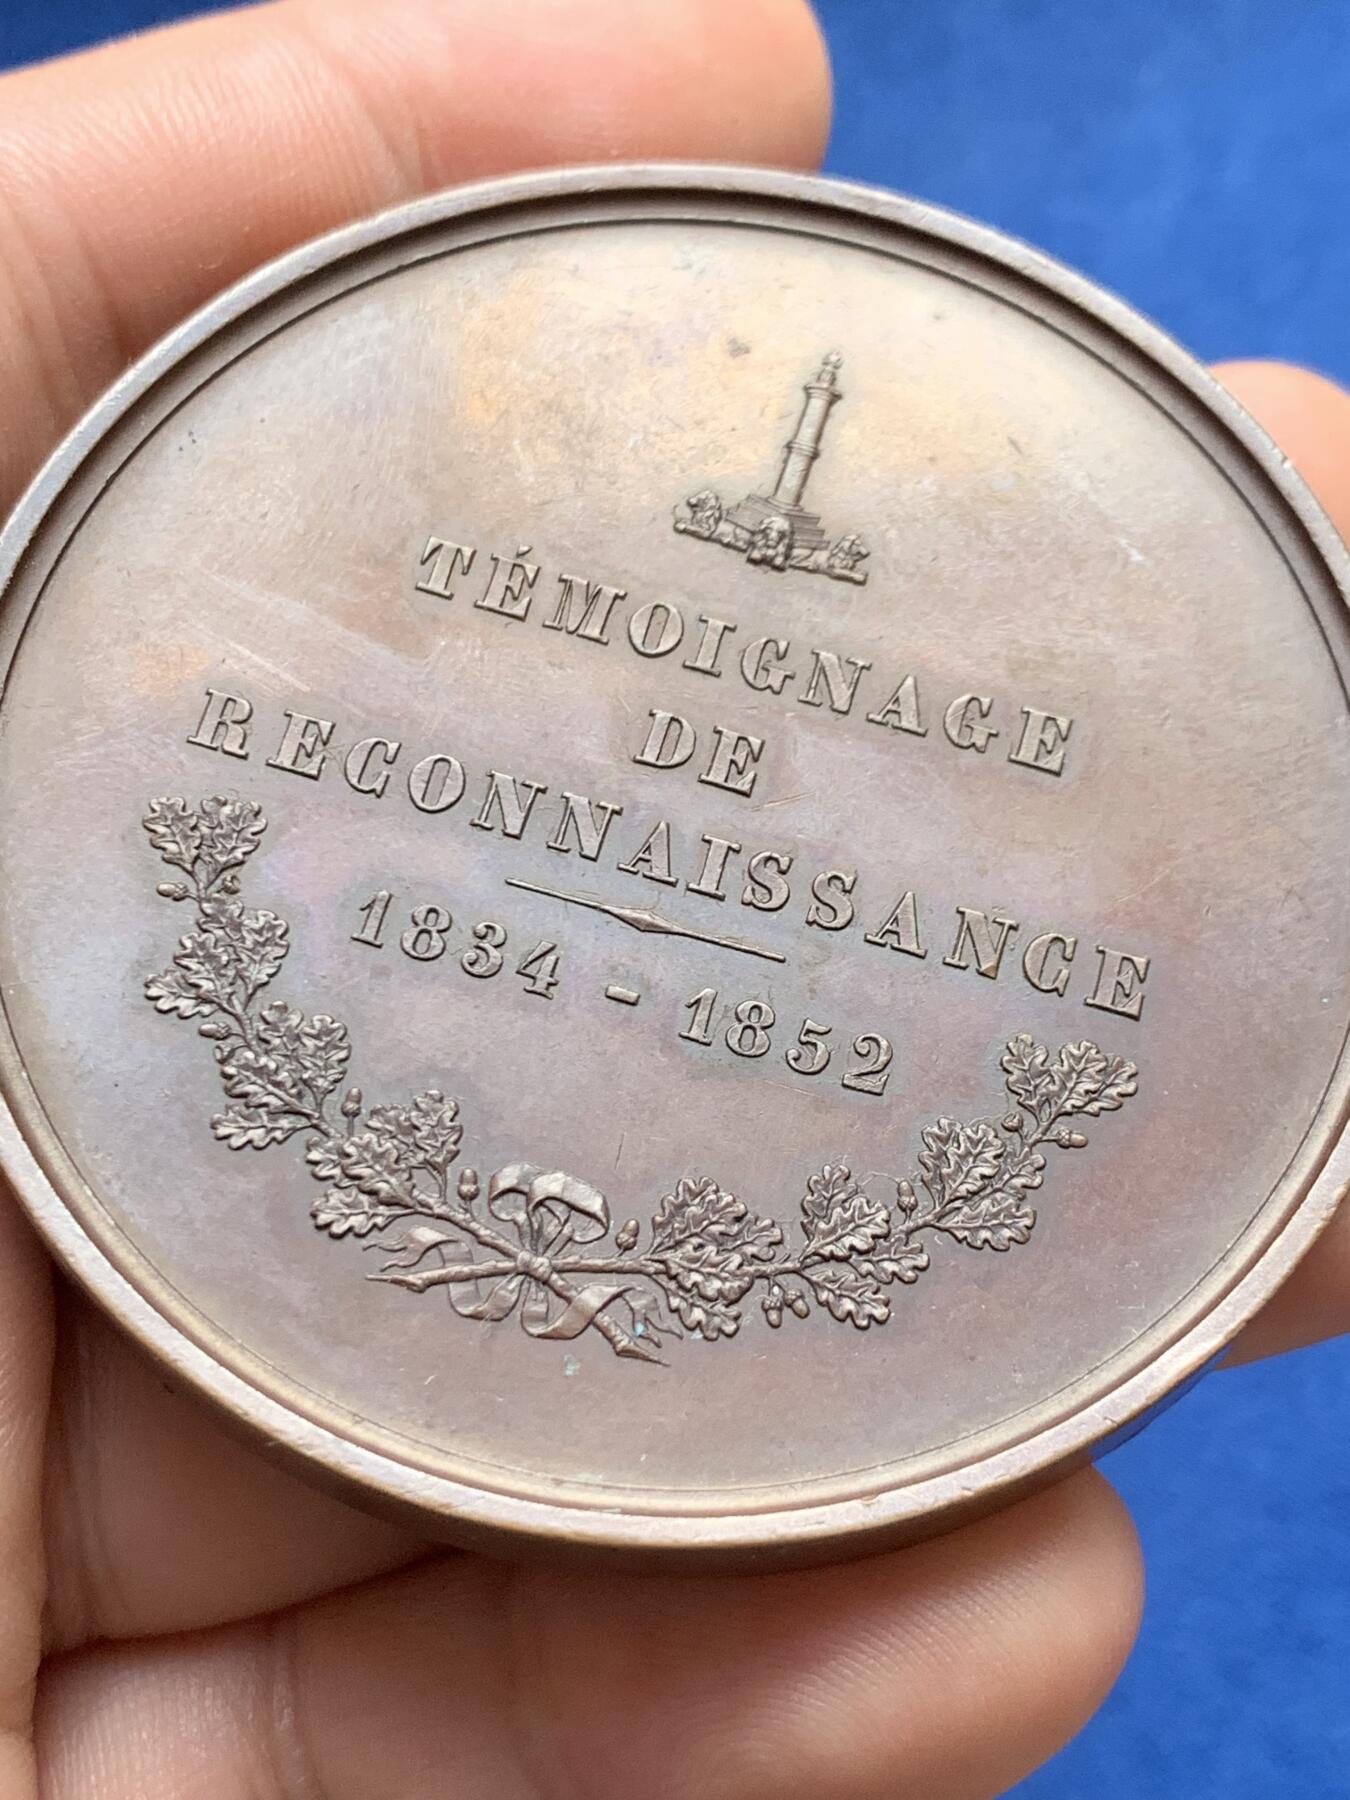 TÉMOIGNAGE
DE
RECONNAISSANCE
1834 - 1852